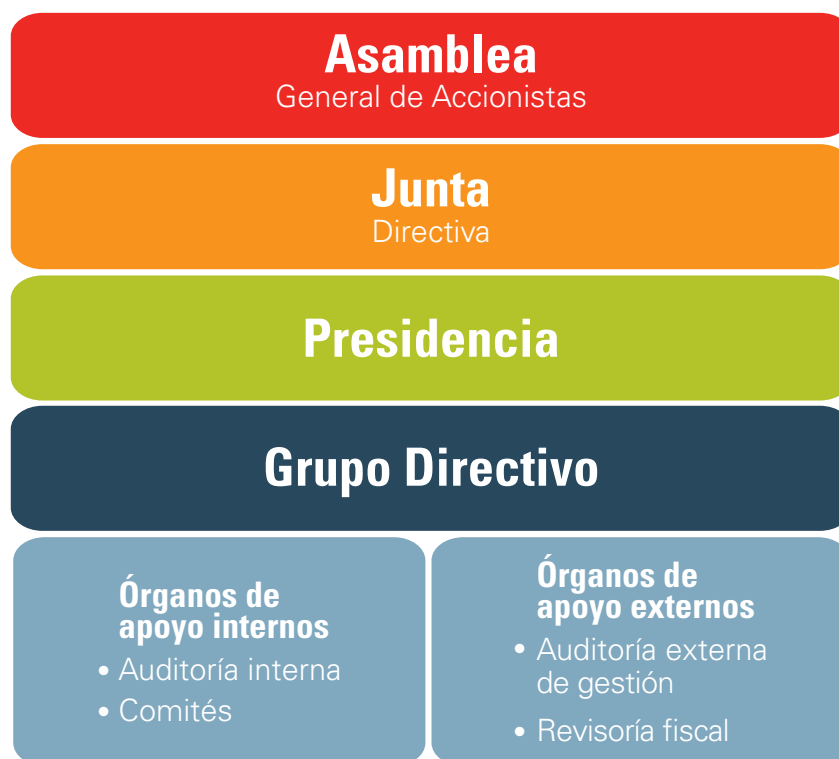 Asamblea
General de Accionistas
Junta
Directiva
Presidencia
Grupo Directivo
Órganos de
apoyo internos
• Auditoría interna
• Comités
Órganos de
apoyo externos
• Auditoría externa
de gestión
• Revisoría fiscal